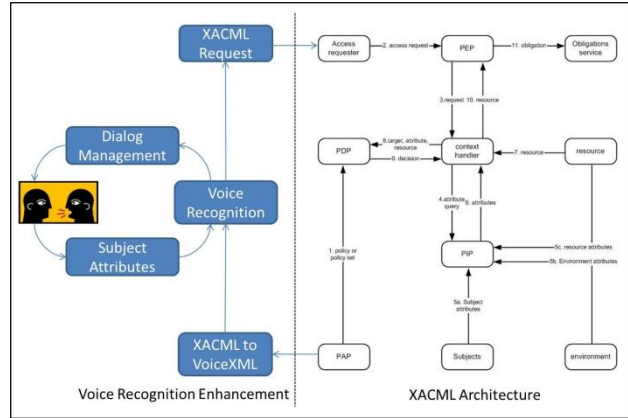 XACML
Request
Dialog
Management
Voice
Recognition
Subject
Attributes
XACML to
VoiceXML
Voice Recognition Enhancement
Access
requester
2. access request
PEP
11. obligation
Obligations
service
3.request
10. resource
PDP
8.target, attribute,
resource
9. decision
context
handler
7. resource
resource
4.attribute
query
6. attributes
1. policy or
policy set
PIP
5c. resource attributes
5b. Environment attributes
5a. Subject
attributes
PAP
Subjects
environment
XACML Architecture